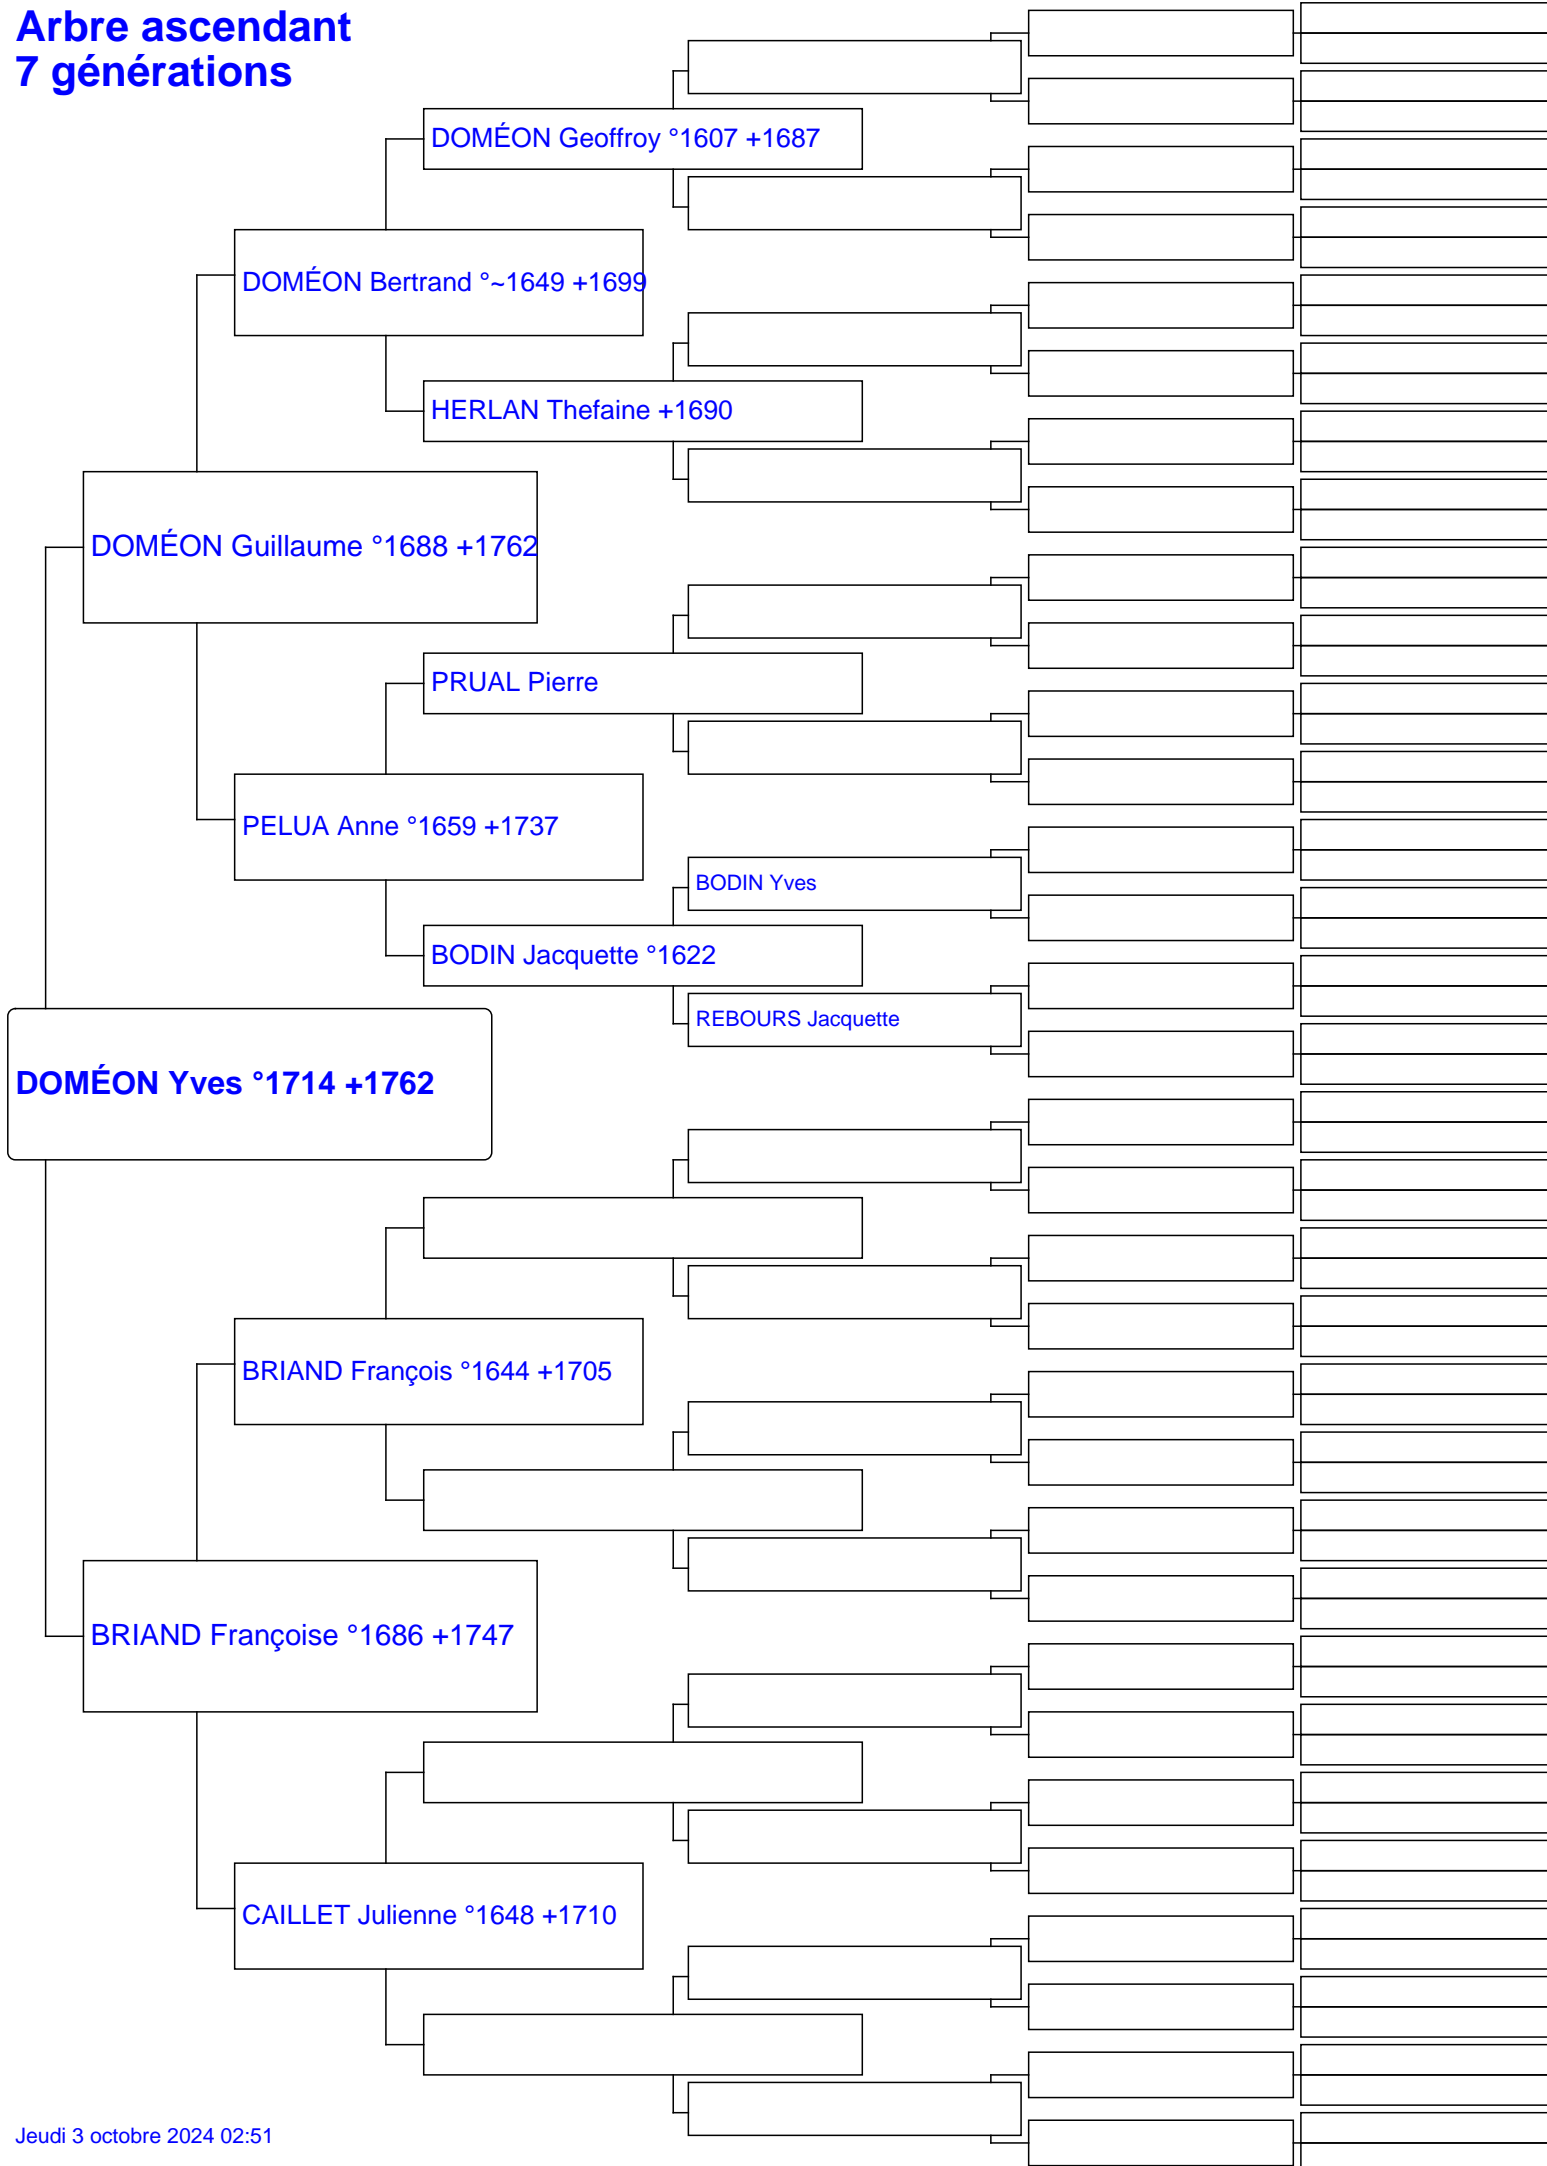 Arbre ascendant
7 générations
DOMÉON Geoffroy °1607 +1687
DOMÉON Bertrand °~1649 +1699
HERLAN Thefaine +1690
DOMÉON Guillaume °1688 +1762
PRUAL Pierre
PELUA Anne °1659 +1737
BODIN Yves
BODIN Jacquette °1622
REBOURS Jacquette
DOMÉON Yves °1714 +1762
BRIAND François °1644 +1705
BRIAND Françoise °1686 +1747
CAILLET Julienne °1648 +1710
Jeudi 3 octobre 2024 02:51